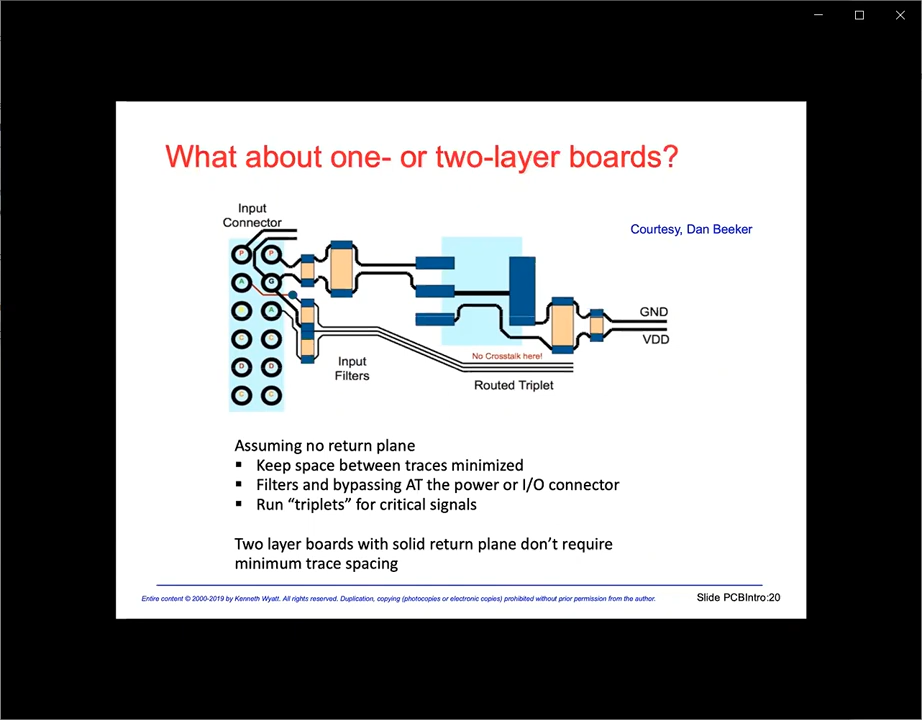 What about one- or two-layer boards?
Input
Connector
Courtesy, Dan Beeker
P P
A G
A
D D
GND
VDD
No Crosstalk here!
Input
Filters
Routed Triplet
Assuming no return plane
▪ Keep space between traces minimized
▪ Filters and bypassing AT the power or I/O connector
▪ Run “triplets” for critical signals
Two layer boards with solid return plane don’t require
minimum trace spacing
Entire content © 2000-2019 by Kenneth Wyatt. All rights reserved. Duplication, copying (photocopies or electronic copies) prohibited without prior permission from the author.
Slide PCBIntro:20